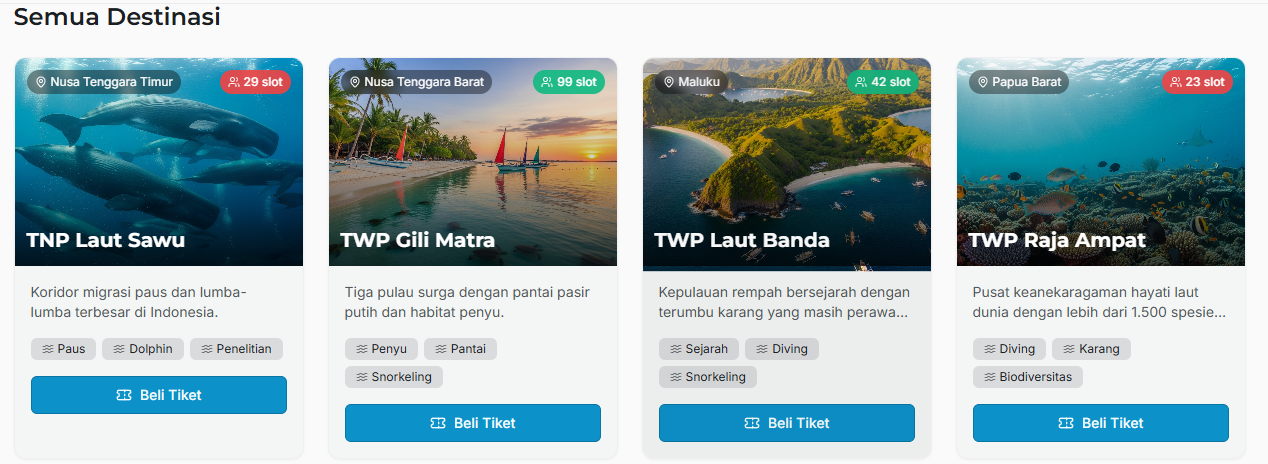 Semua Destinasi
Nusa Tenggara Timur
29 slot
TNP Laut Sawu
Koridor migrasi paus dan lumba-
lumba terbesar di Indonesia.
Paus
Dolphin
Penelitian
Beli Tiket
Nusa Tenggara Barat
99 slot
TWP Gili Matra
Tiga pulau surga dengan pantai pasir
putih dan habitat penyu.
Penyu
Pantai
Snorkeling
Beli Tiket
Maluku
42 slot
TWP Laut Banda
Kepulauan rempah bersejarah dengan
terumbu karang yang masih perawa...
Sejarah
Diving
Snorkeling
Beli Tiket
Papua Barat
23 slot
TWP Raja Ampat
Pusat keanekaragaman hayati laut
dunia dengan lebih dari 1.500 spesie...
Diving
Karang
Biodiversitas
Beli Tiket